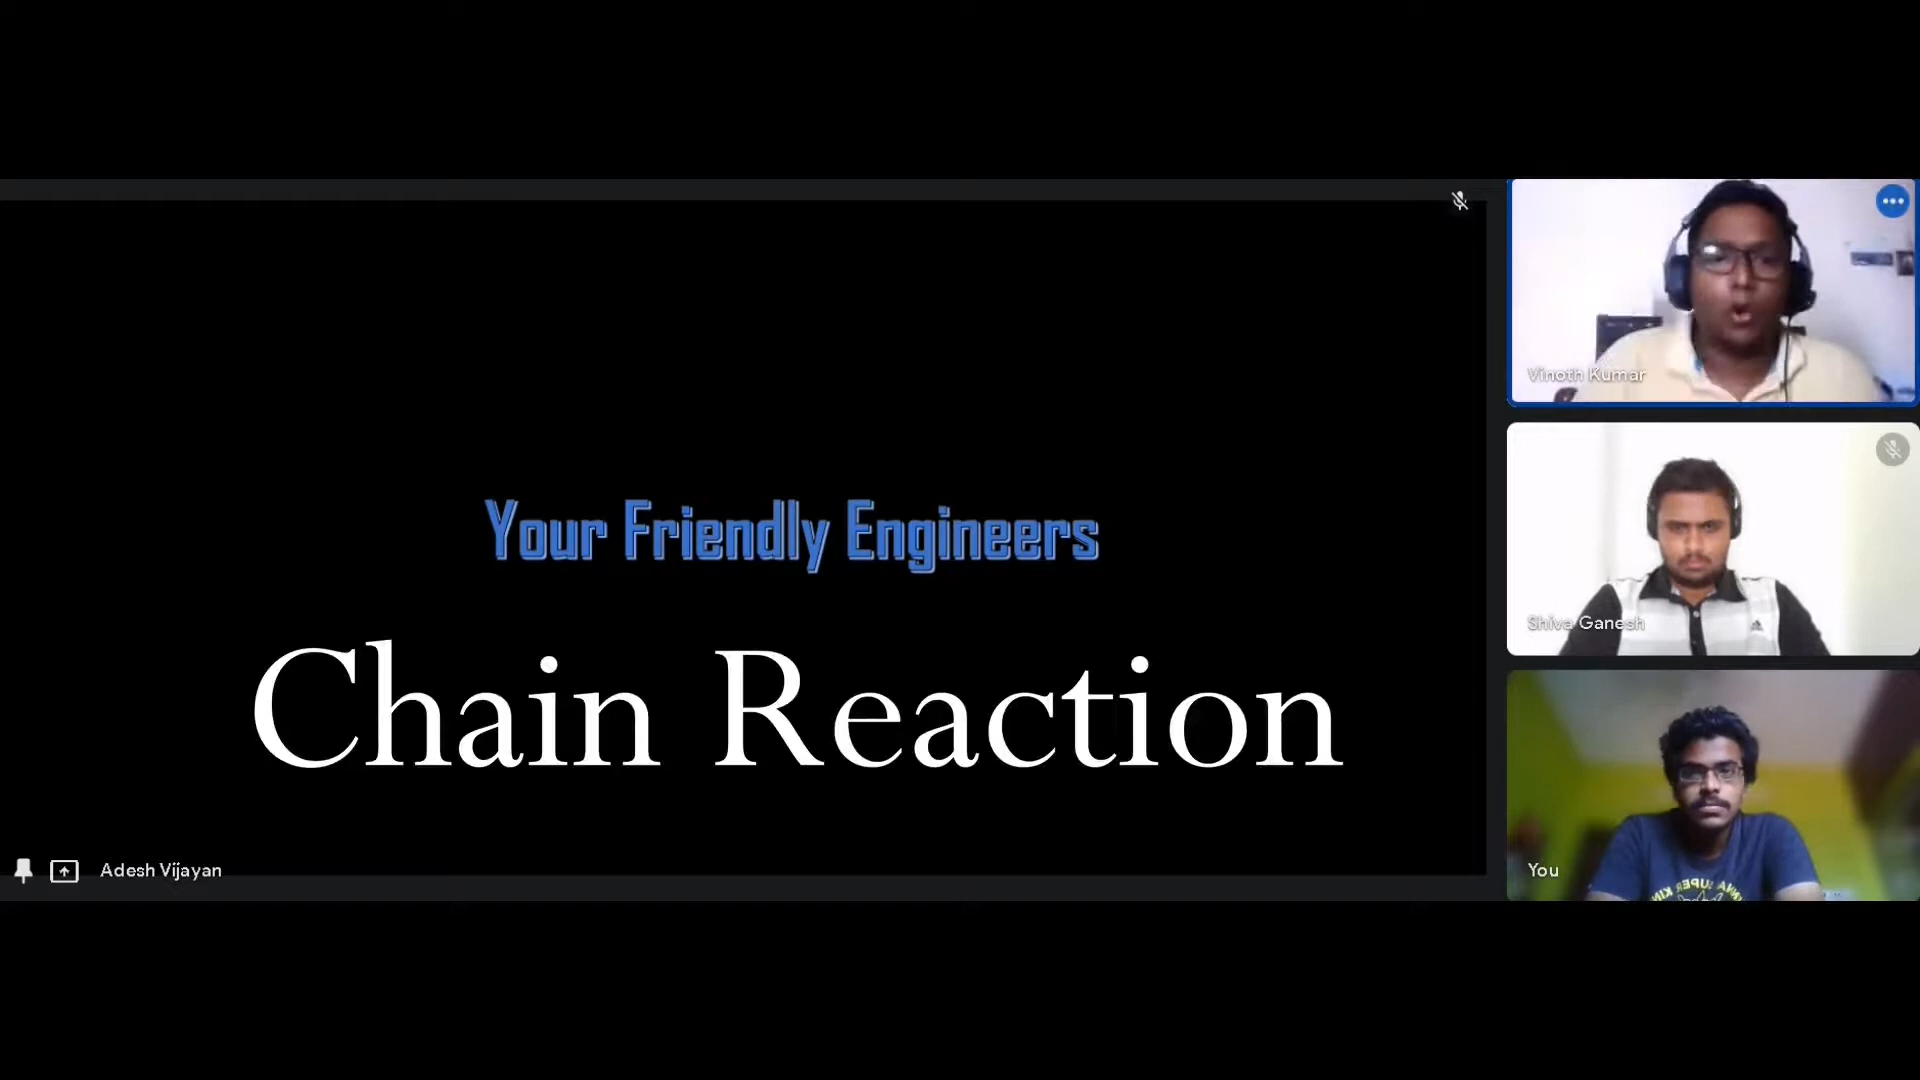 Your Friendly Engineers
Chain Reaction
Adesh Vijayan
Vinoth Kumar
Shiva Ganesh
You